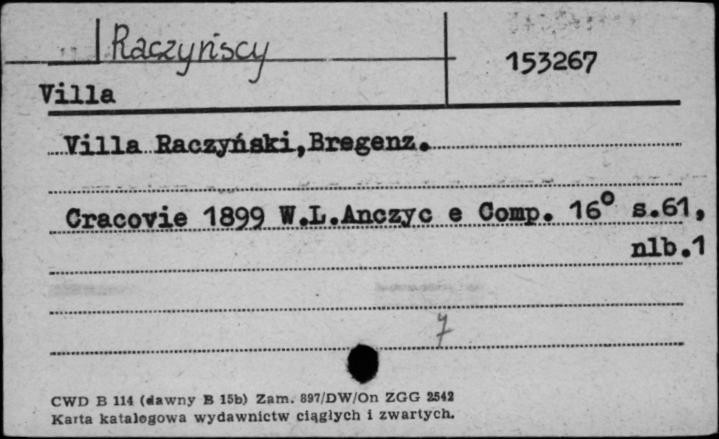 Raczyńscy
153267
Villa
Villa Raczyński,Bregenz.
Cracovie 1899 W.L.Anczyc e Comp. 16° s.61,
nlb.1
7
CWD B 114 (dawny B 15b) Zam. 897/DW/On ZGG 2542
Karta katalogowa wydawnictw ciągłych i zwartych.